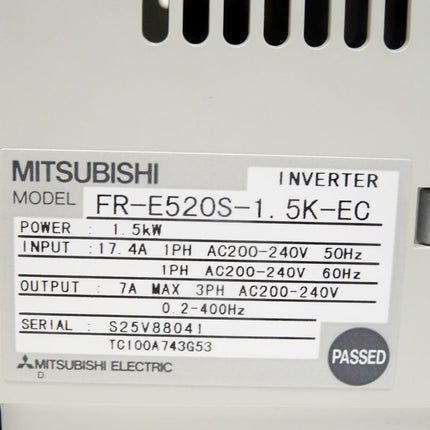 MITSUBISHI INVERTER
MODEL FR-E520S-1.5K-EC
POWER : 1.5kW
INPUT :17.4A 1PH AC200-240V 50Hz
1PH AC200-240V 60Hz
OUTPUT : 7A MAX 3PH AC200-240V
0.2-400Hz
SERIAL : S25V88041
TC100A743G53
MITSUBISHI ELECTRIC
D
PASSED